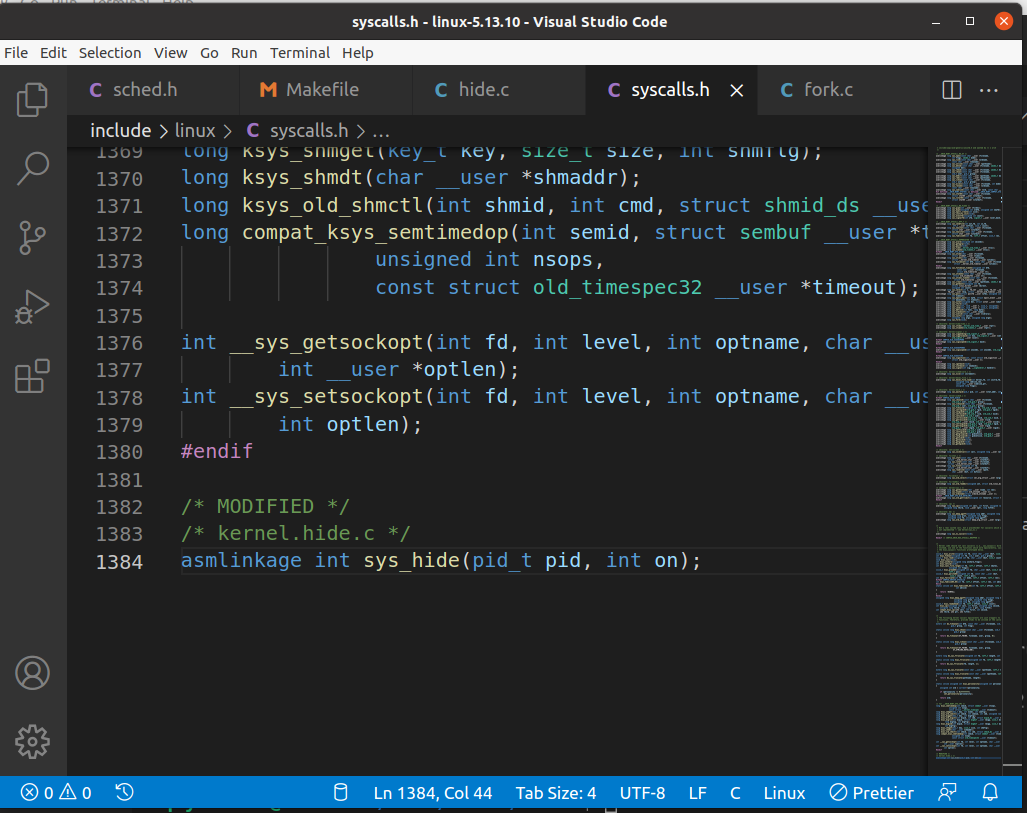 syscalls.h - linux-5.13.10 - Visual Studio Code
File Edit Selection View Go Run Terminal Help
C sched.h M Makefile C hide.c C syscalls.h C fork.c
include > linux > C syscalls.h > ...
1369 long ksys_shmget(key_t key, size_t size, int shmflg);
1370 long ksys_shmdt(char __user *shmaddr);
1371 long ksys_old_shmctl(int shmid, int cmd, struct shmid_ds __use
1372 long compat_ksys_semtimedop(int semid, struct sembuf __user *t
1373 unsigned int nsops,
1374 const struct old_timespec32 __user *timeout);
1375
1376 int __sys_getsockopt(int fd, int level, int optname, char __us
1377 int __user *optlen);
1378 int __sys_setsockopt(int fd, int level, int optname, char __us
1379 int optlen);
1380 #endif
1381
1382 /* MODIFIED */
1383 /* kernel.hide.c */
1384 asmlinkage int sys_hide(pid_t pid, int on);
0 0 Ln 1384, Col 44 Tab Size: 4 UTF-8 LF C Linux Prettier